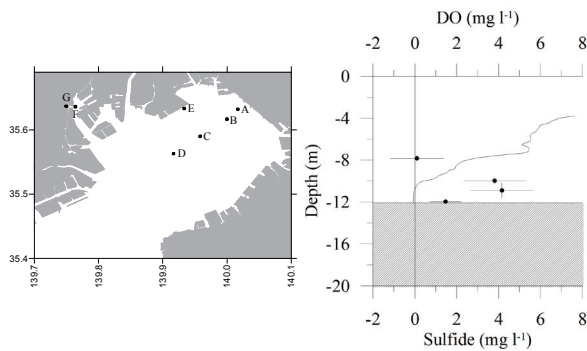 G
F
E
A
B
C
D
35.6
35.5
35.4
139.7
139.8
139.9
140.0
140.1
DO (mg l-1)
-2 0 2 4 6 8
0
-4
-8
-12
-16
-20
Depth (m)
-2 0 2 4 6 8
Sulfide (mg l-1)